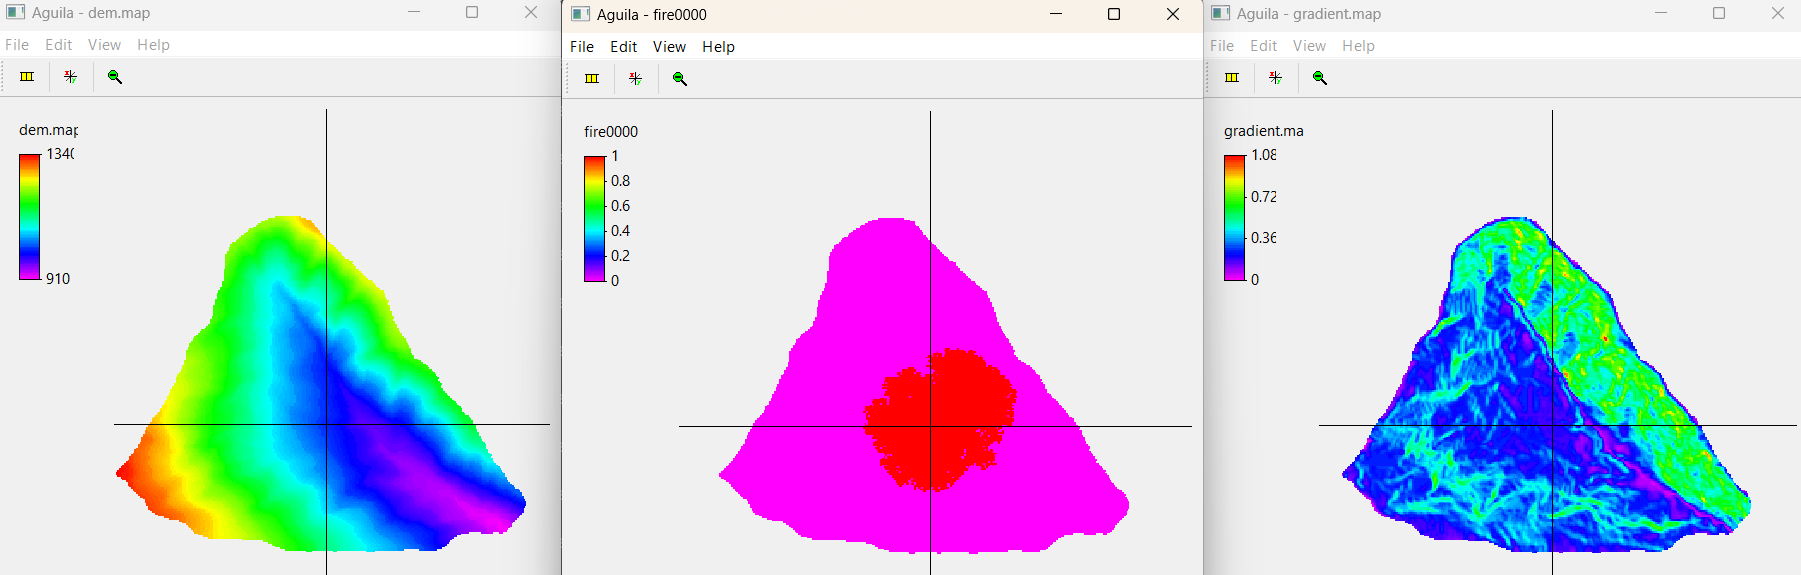 Aguila - dem.map
File Edit View Help
dem.map
1340
910
Aguila - fire0000
File Edit View Help
fire0000
1
0.8
0.6
0.4
0.2
0
Aguila - gradient.map
File Edit View Help
gradient.ma
1.08
0.72
0.36
0